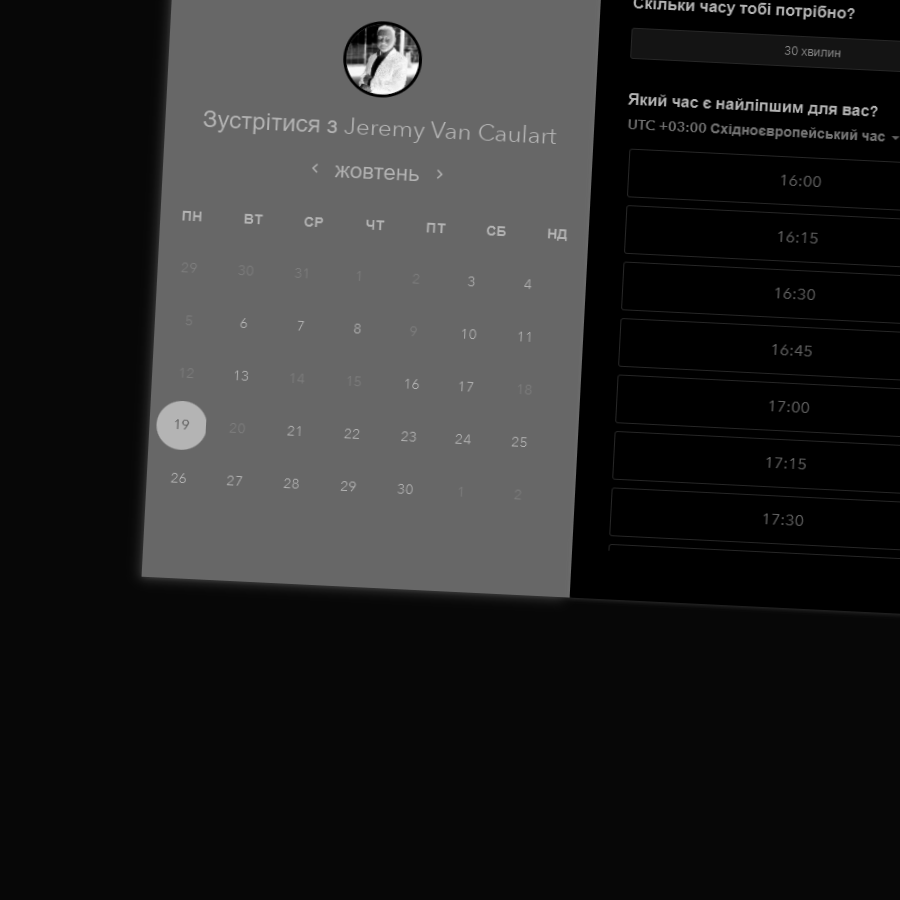 Зустрітися з Jeremy Van Caulart
жовтень
ПН ВТ СР ЧТ ПТ СБ НД
29 30 31 1 2 3 4
5 6 7 8 9 10 11
12 13 14 15 16 17 18
19 20 21 22 23 24 25
26 27 28 29 30 1 2
Скільки часу тобі потрібно?
30 хвилин
Який час є найліпшим для вас?
UTC +03:00 Східноєвропейський час
16:00
16:15
16:30
16:45
17:00
17:15
17:30